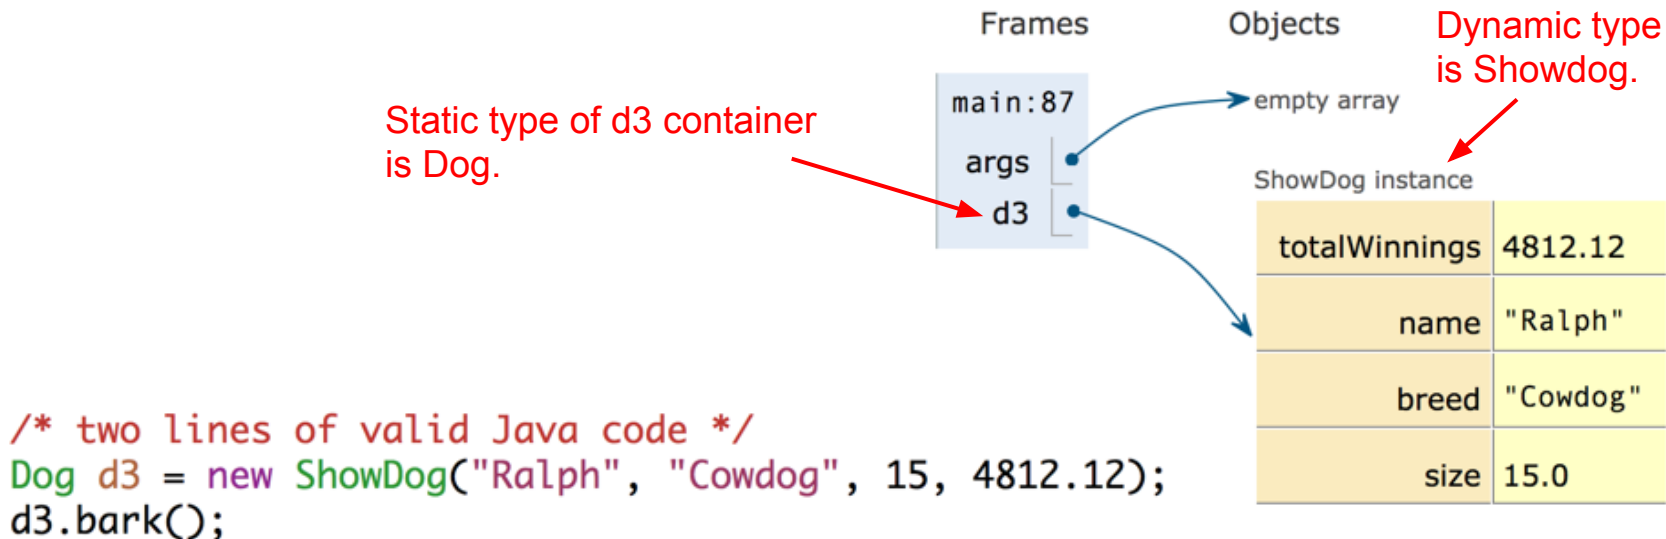 Frames
Objects
Dynamic type
is Showdog.
main:87
empty array
Static type of d3 container
is Dog.
args
ShowDog instance
d3
totalWinnings 4812.12
name "Ralph"
breed "Cowdog"
size 15.0
/* two lines of valid Java code */
Dog d3 = new ShowDog("Ralph", "Cowdog", 15, 4812.12);
d3.bark();